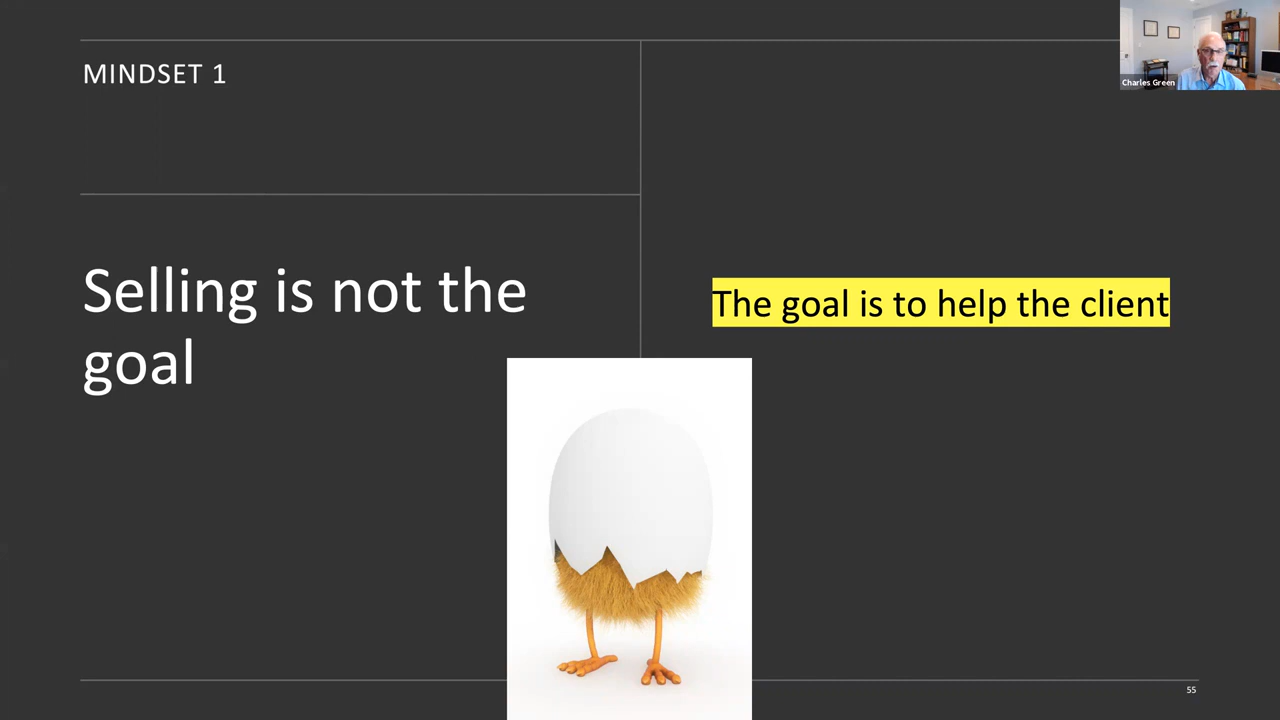 MINDSET 1
Charles Green
Selling is not the
goal
The goal is to help the client
55